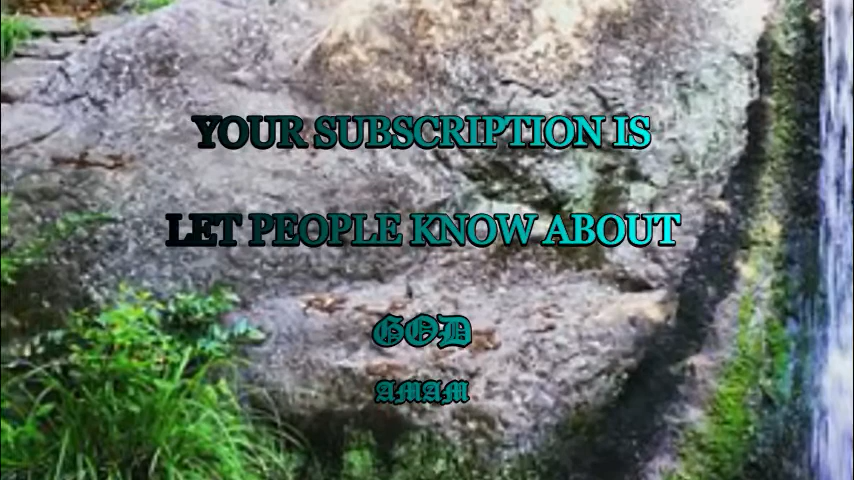 YOUR SUBSCRIPTION IS
LET PEOPLE KNOW ABOUT
GOD
AMAM